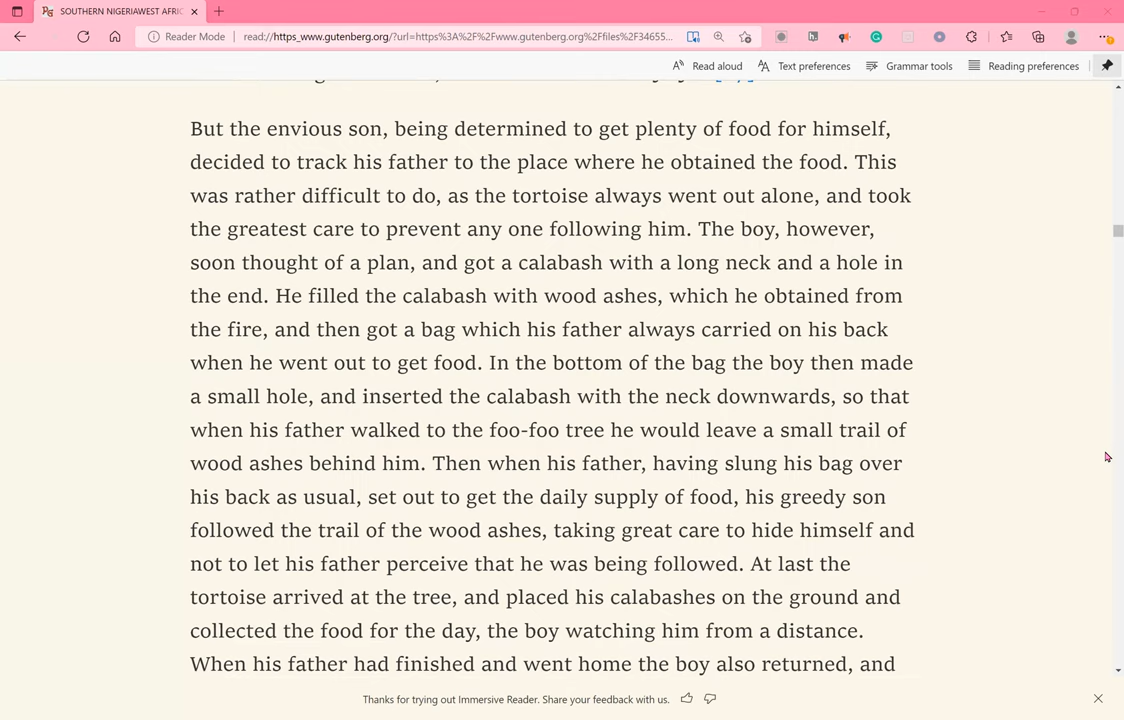 SOUTHERN NIGERIAWEST AFRIC
Reader Mode
read://https_www.gutenberg.org/?url=https%3A%2F%2Fwww.gutenberg.org%2Ffiles%2F34655...
Read aloud
Text preferences
Grammar tools
Reading preferences
But the envious son, being determined to get plenty of food for himself,
decided to track his father to the place where he obtained the food. This
was rather difficult to do, as the tortoise always went out alone, and took
the greatest care to prevent any one following him. The boy, however,
soon thought of a plan, and got a calabash with a long neck and a hole in
the end. He filled the calabash with wood ashes, which he obtained from
the fire, and then got a bag which his father always carried on his back
when he went out to get food. In the bottom of the bag the boy then made
a small hole, and inserted the calabash with the neck downwards, so that
when his father walked to the foo-foo tree he would leave a small trail of
wood ashes behind him. Then when his father, having slung his bag over
his back as usual, set out to get the daily supply of food, his greedy son
followed the trail of the wood ashes, taking great care to hide himself and
not to let his father perceive that he was being followed. At last the
tortoise arrived at the tree, and placed his calabashes on the ground and
collected the food for the day, the boy watching him from a distance.
When his father had finished and went home the boy also returned, and
Thanks for trying out Immersive Reader. Share your feedback with us.